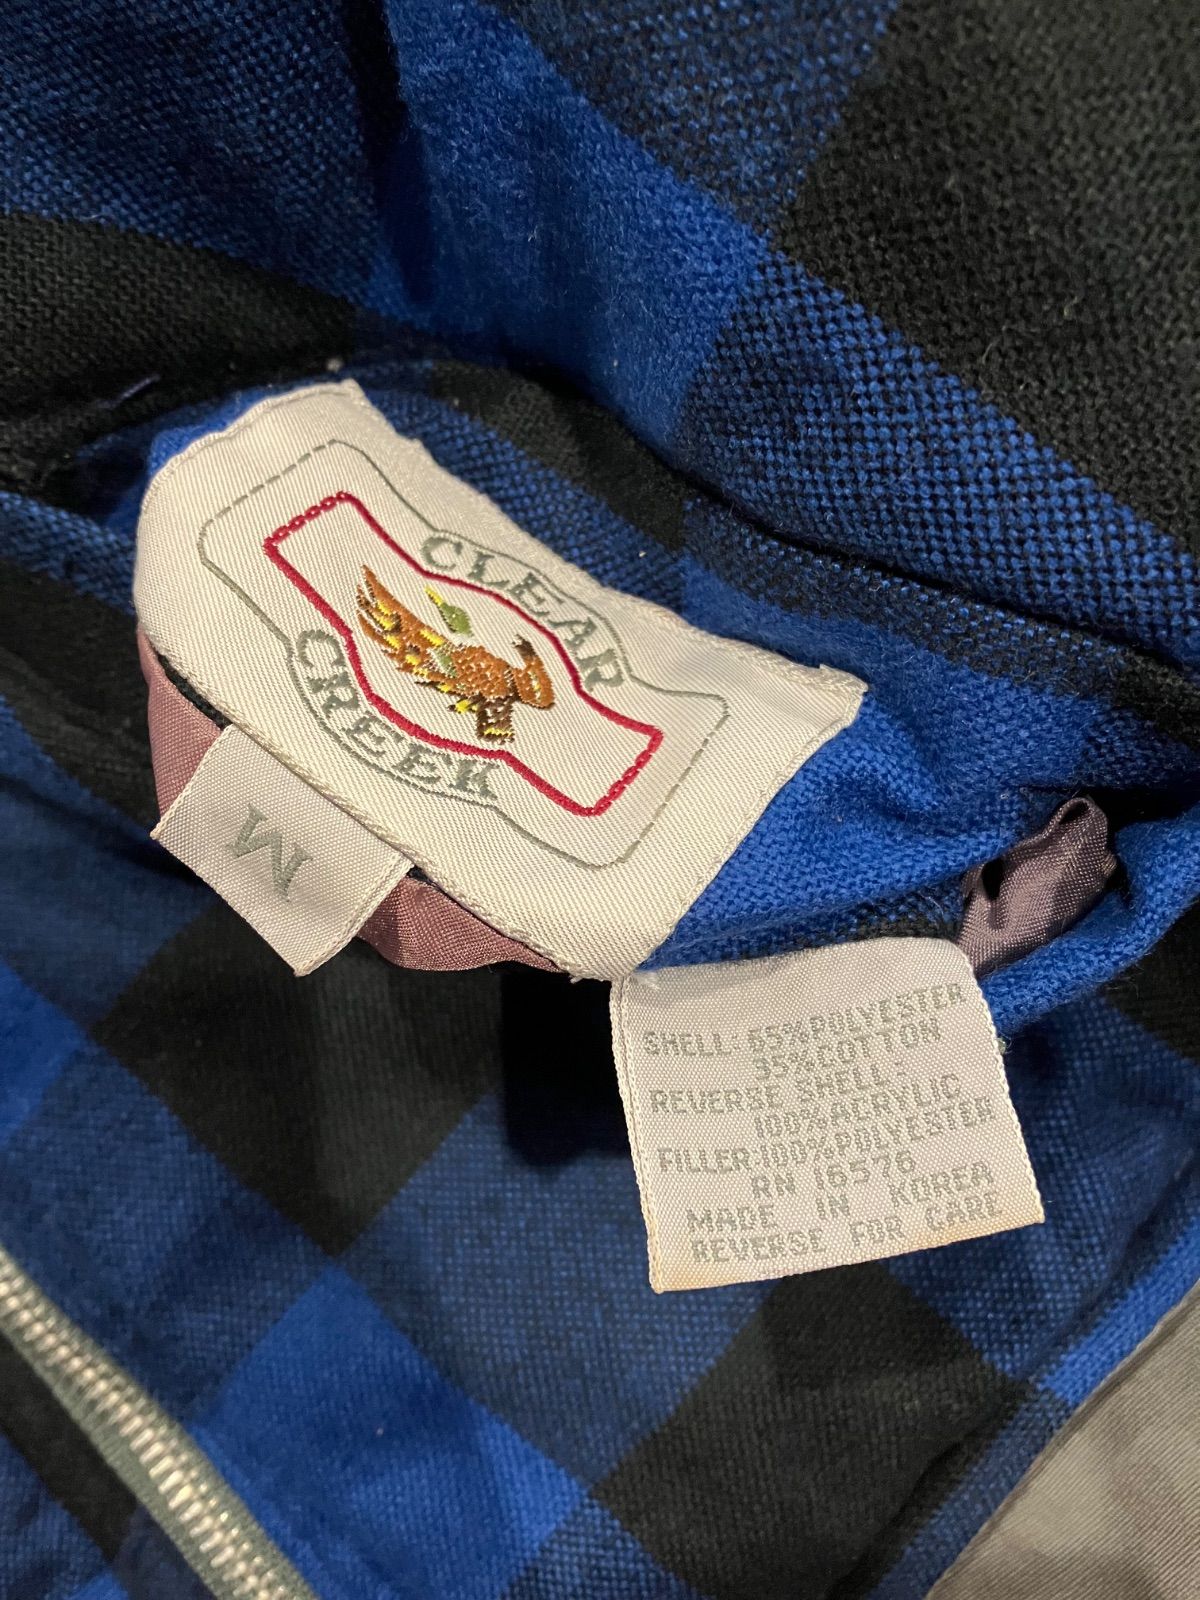 CLEAR
CREEK
M
SHELL: 65%POLYESTER
35%COTTON
REVERSE SHELL:
100%ACRYLIC
FILLER:100%POLYESTER
RN 16576
MADE IN KOREA
REVERSE FOR CARE